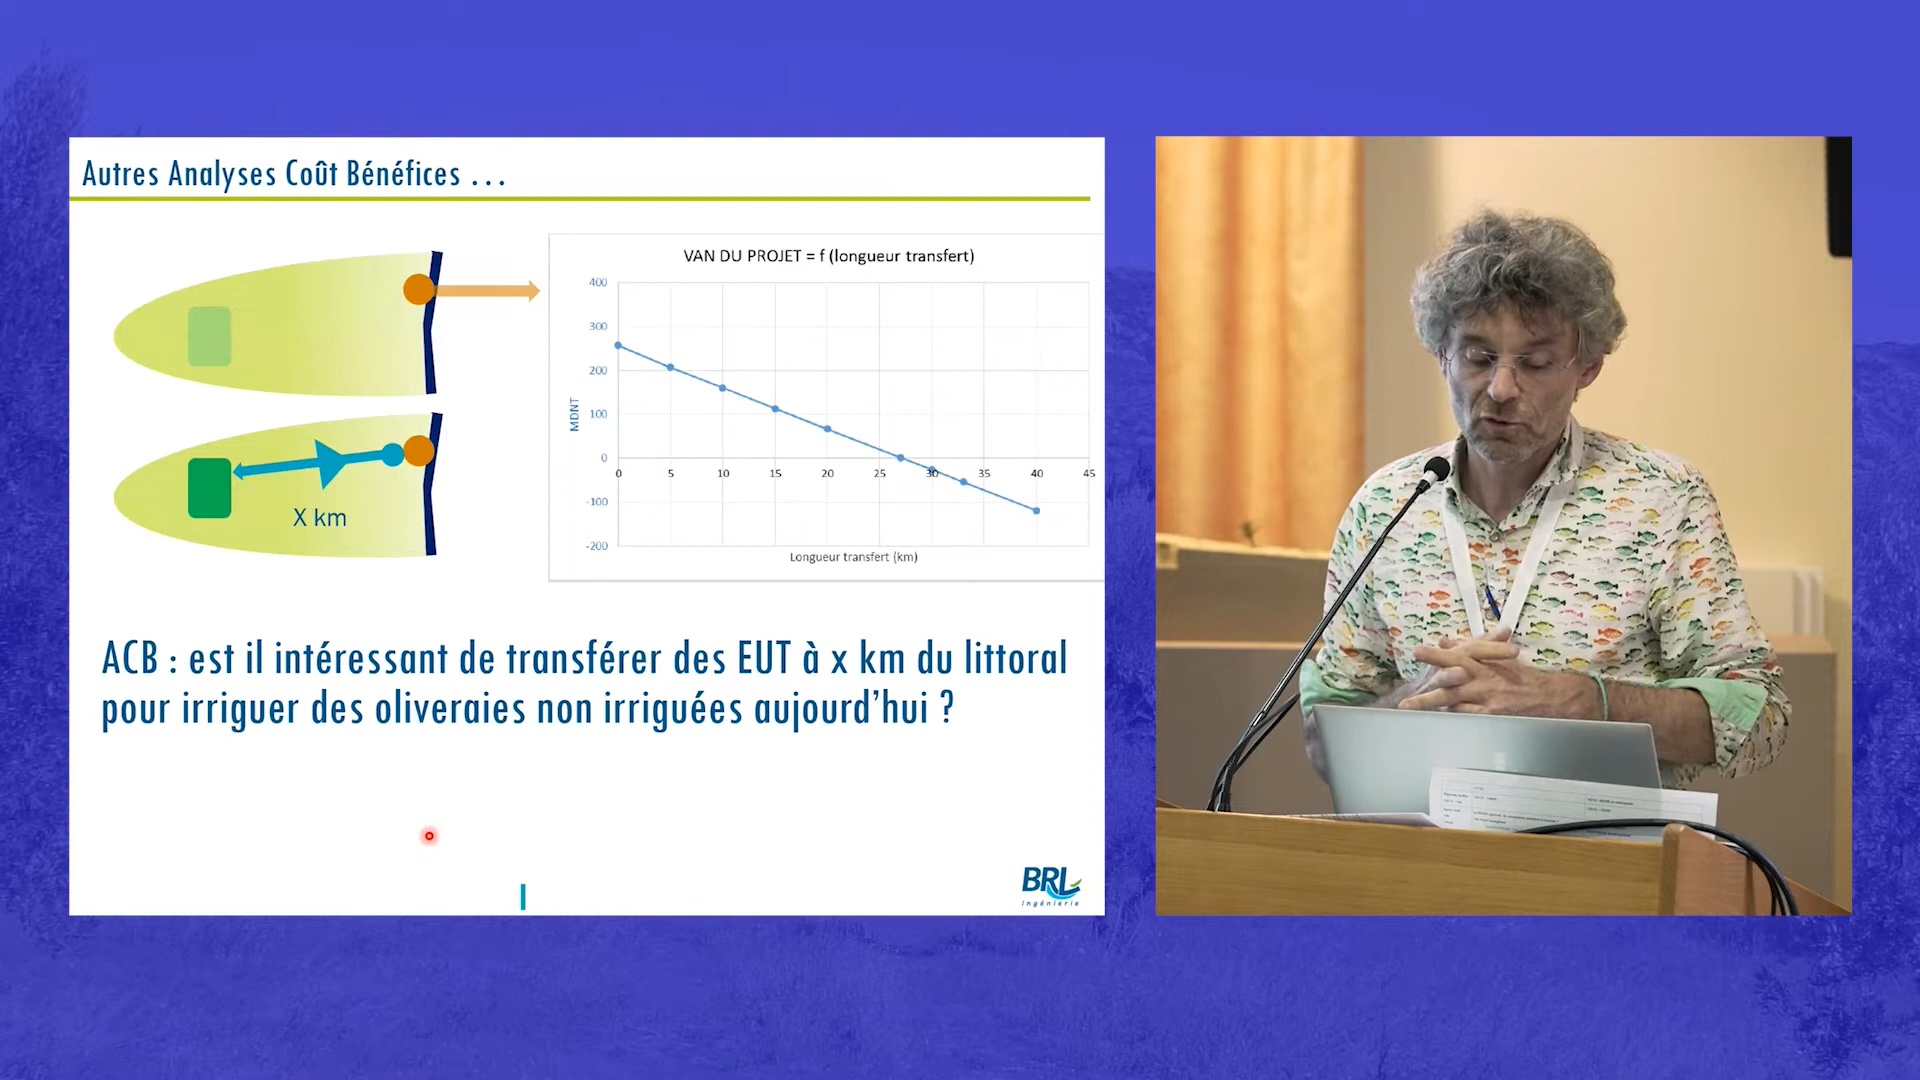 Autres Analyses Coût Bénéfices ...
X km
VAN DU PROJET = f (longueur transfert)
400
300
200
100
0
-100
-200
MDNT
0 5 10 15 20 25 30 35 40 45
Longueur transfert (km)
ACB : est il intéressant de transférer des EUT à x km du littoral
pour irriguer des oliveraies non irriguées aujourd'hui ?
BRL
ingénierie